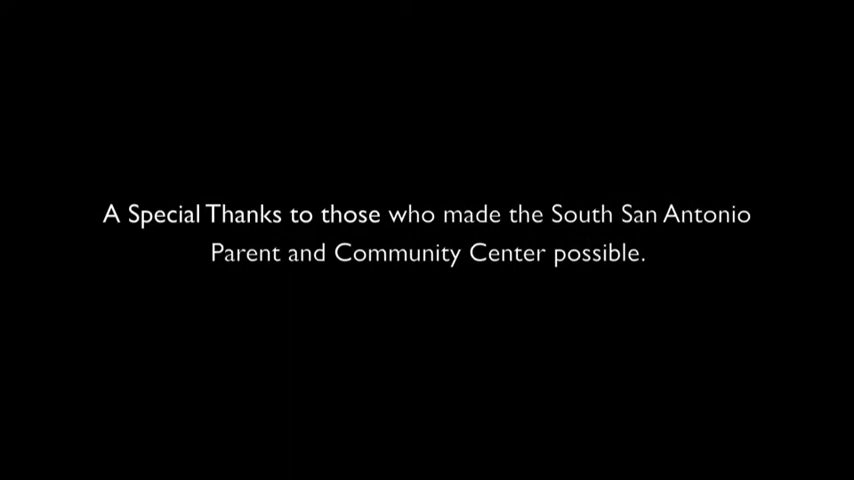 A Special Thanks to those who made the South San Antonio
Parent and Community Center possible.